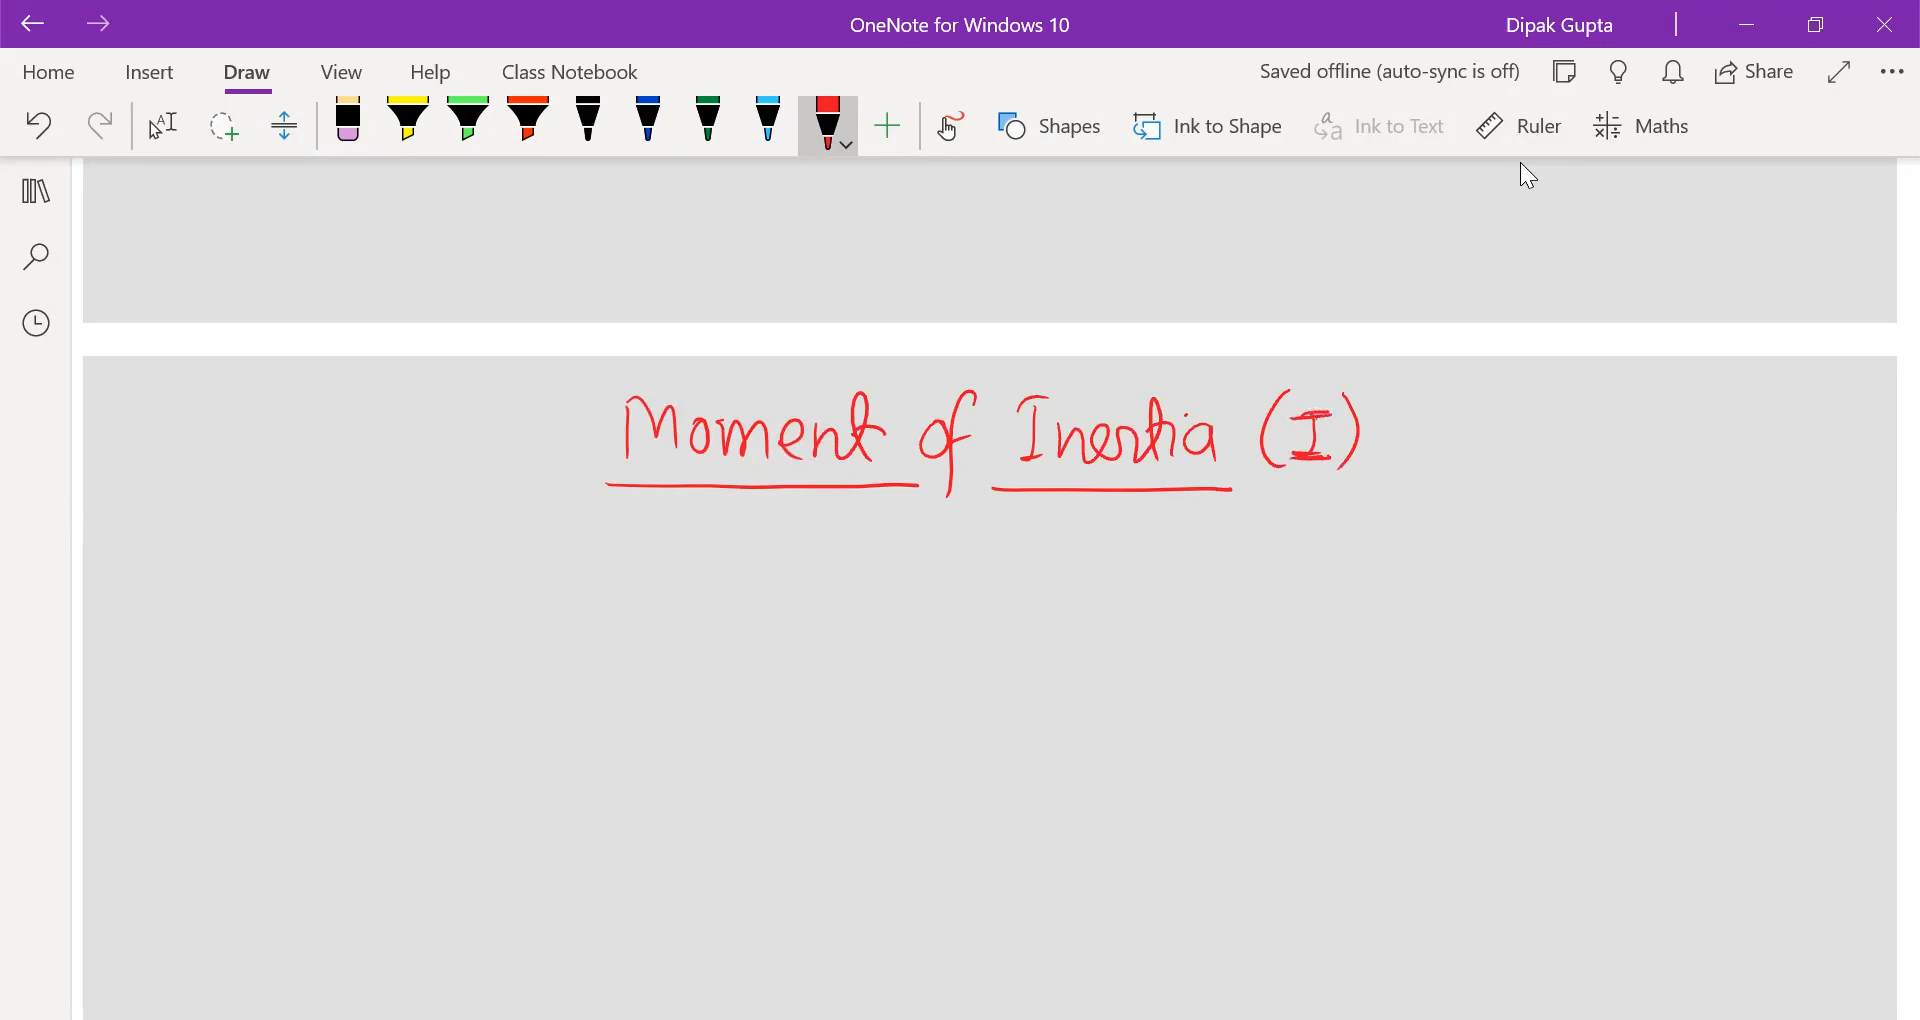 OneNote for Windows 10 Dipak Gupta
Home Insert Draw View Help Class Notebook Saved offline (auto-sync is off) Share
Shapes Ink to Shape Ink to Text Ruler Maths
Moment of Inertia (I)